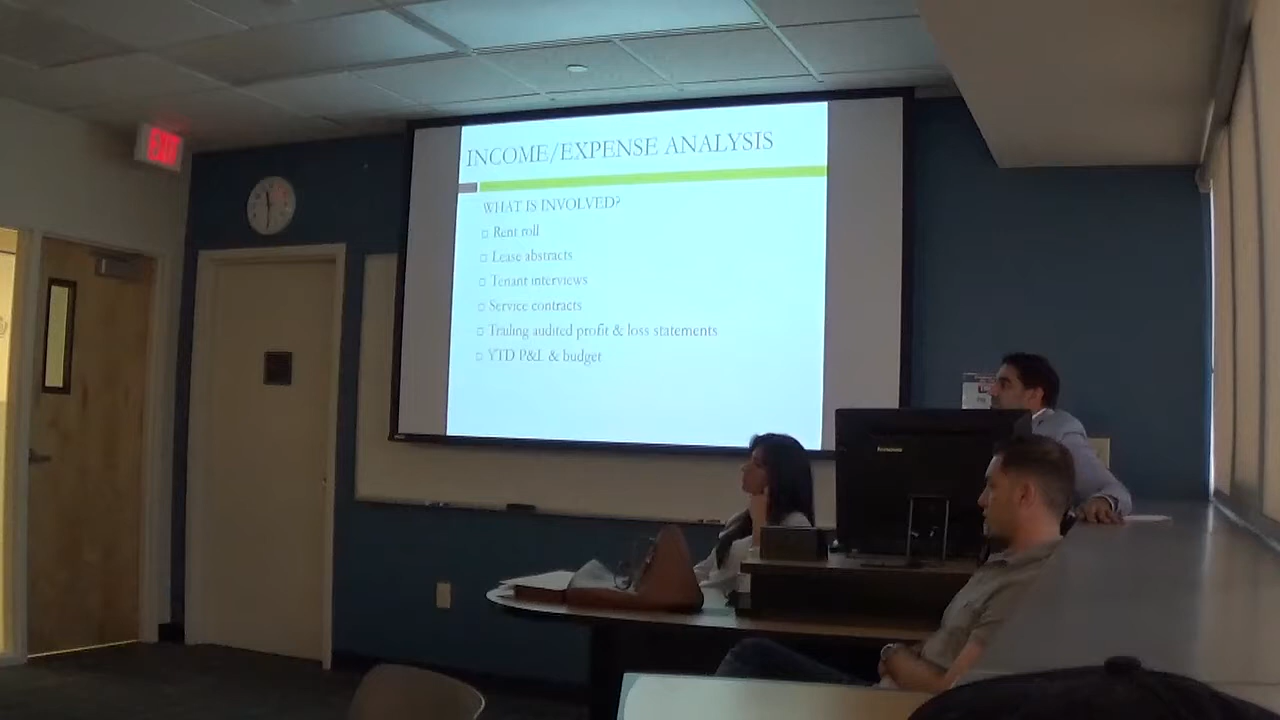 EXIT
INCOME/EXPENSE ANALYSIS
WHAT IS INVOLVED?
Rent roll
Lease abstracts
Tenant interviews
Service contracts
Trailing audited profit & loss statements
YTD P&L & budget
lenovo